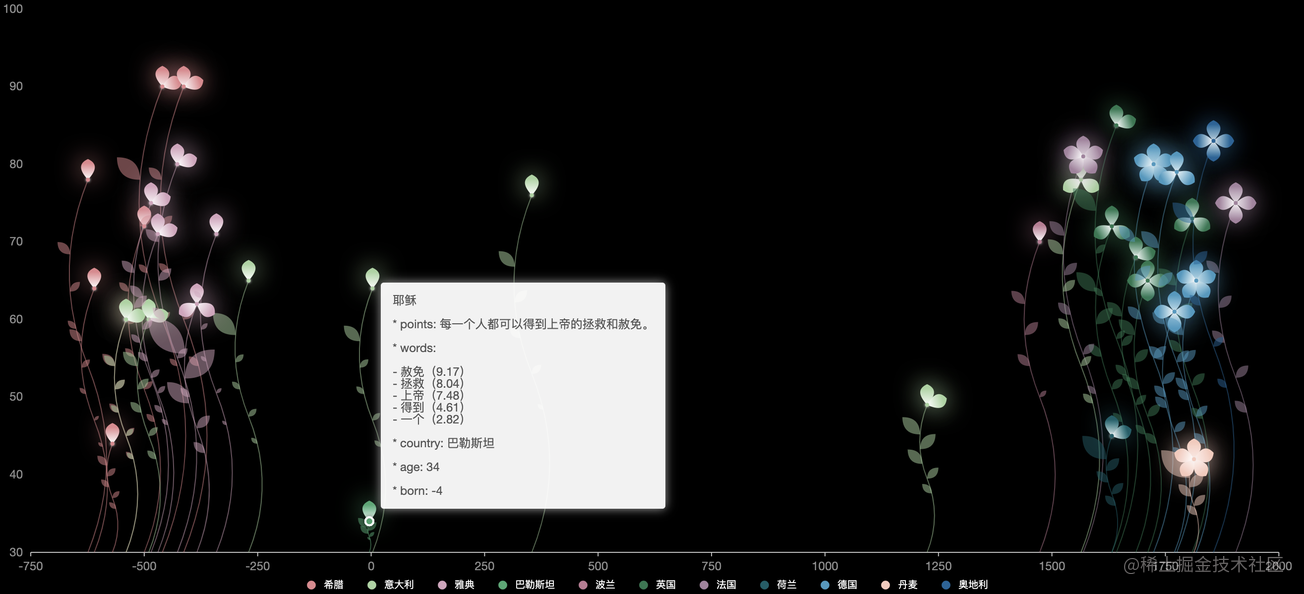 100
90
80
70
60
50
40
30
耶稣
* points: 每一个人都可以得到上帝的拯救和赦免。
* words:
- 赦免（9.17）
- 拯救（8.04）
- 上帝（7.48）
- 得到（4.61）
- 一个（2.82）
* country: 巴勒斯坦
* age: 34
* born: -4
-750 -500 -250 0 250 500 750 1000 1250 1500 1750 2000
@稀土掘金技术社区
希腊 意大利 雅典 巴勒斯坦 波兰 英国 法国 荷兰 德国 丹麦 奥地利